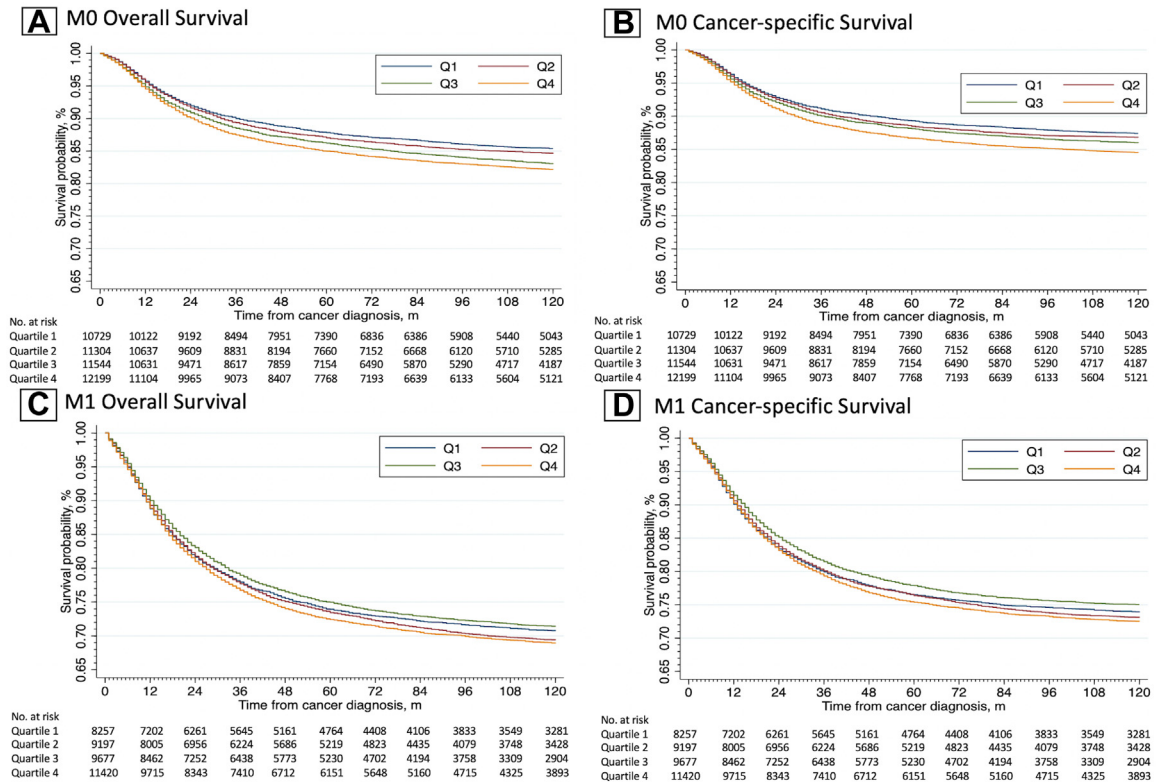 A M0 Overall Survival
Survival probability, %
1.00
0.95
0.90
0.85
0.80
0.75
0.70
0.65
Q1 Q2
Q3 Q4
0 12 24 36 48 60 72 84 96 108 120
Time from cancer diagnosis, m
No. at risk
Quartile 1 10729 10122 9192 8494 7951 7390 6836 6386 5908 5440 5043
Quartile 2 11304 10637 9609 8831 8194 7660 7152 6668 6120 5710 5285
Quartile 3 11544 10631 9471 8617 7859 7154 6490 5870 5290 4717 4187
Quartile 4 12199 11104 9965 9073 8407 7768 7193 6639 6133 5604 5121
B M0 Cancer-specific Survival
Survival probability, %
1.00
0.95
0.90
0.85
0.80
0.75
0.70
0.65
Q1 Q2
Q3 Q4
0 12 24 36 48 60 72 84 96 108 120
Time from cancer diagnosis, m
No. at risk
Quartile 1 10729 10122 9192 8494 7951 7390 6836 6386 5908 5440 5043
Quartile 2 11304 10637 9609 8831 8194 7660 7152 6668 6120 5710 5285
Quartile 3 11544 10631 9471 8617 7859 7154 6490 5870 5290 4717 4187
Quartile 4 12199 11104 9965 9073 8407 7768 7193 6639 6133 5604 5121
C M1 Overall Survival
Survival probability, %
1.00
0.95
0.90
0.85
0.80
0.75
0.70
0.65
Q1 Q2
Q3 Q4
0 12 24 36 48 60 72 84 96 108 120
Time from cancer diagnosis, m
No. at risk
Quartile 1 8257 7202 6261 5645 5161 4764 4408 4106 3833 3549 3281
Quartile 2 9197 8005 6956 6224 5686 5219 4823 4435 4079 3748 3428
Quartile 3 9677 8462 7252 6438 5773 5230 4702 4194 3758 3309 2904
Quartile 4 11420 9715 8343 7410 6712 6151 5648 5160 4715 4325 3893
D M1 Cancer-specific Survival
Survival probability, %
1.00
0.95
0.90
0.85
0.80
0.75
0.70
0.65
Q1 Q2
Q3 Q4
0 12 24 36 48 60 72 84 96 108 120
Time from cancer diagnosis, m
No. at risk
Quartile 1 8257 7202 6261 5645 5161 4764 4408 4106 3833 3549 3281
Quartile 2 9197 8005 6956 6224 5686 5219 4823 4435 4079 3748 3428
Quartile 3 9677 8462 7252 6438 5773 5230 4702 4194 3758 3309 2904
Quartile 4 11420 9715 8343 7410 6712 6151 5648 5160 4715 4325 3893